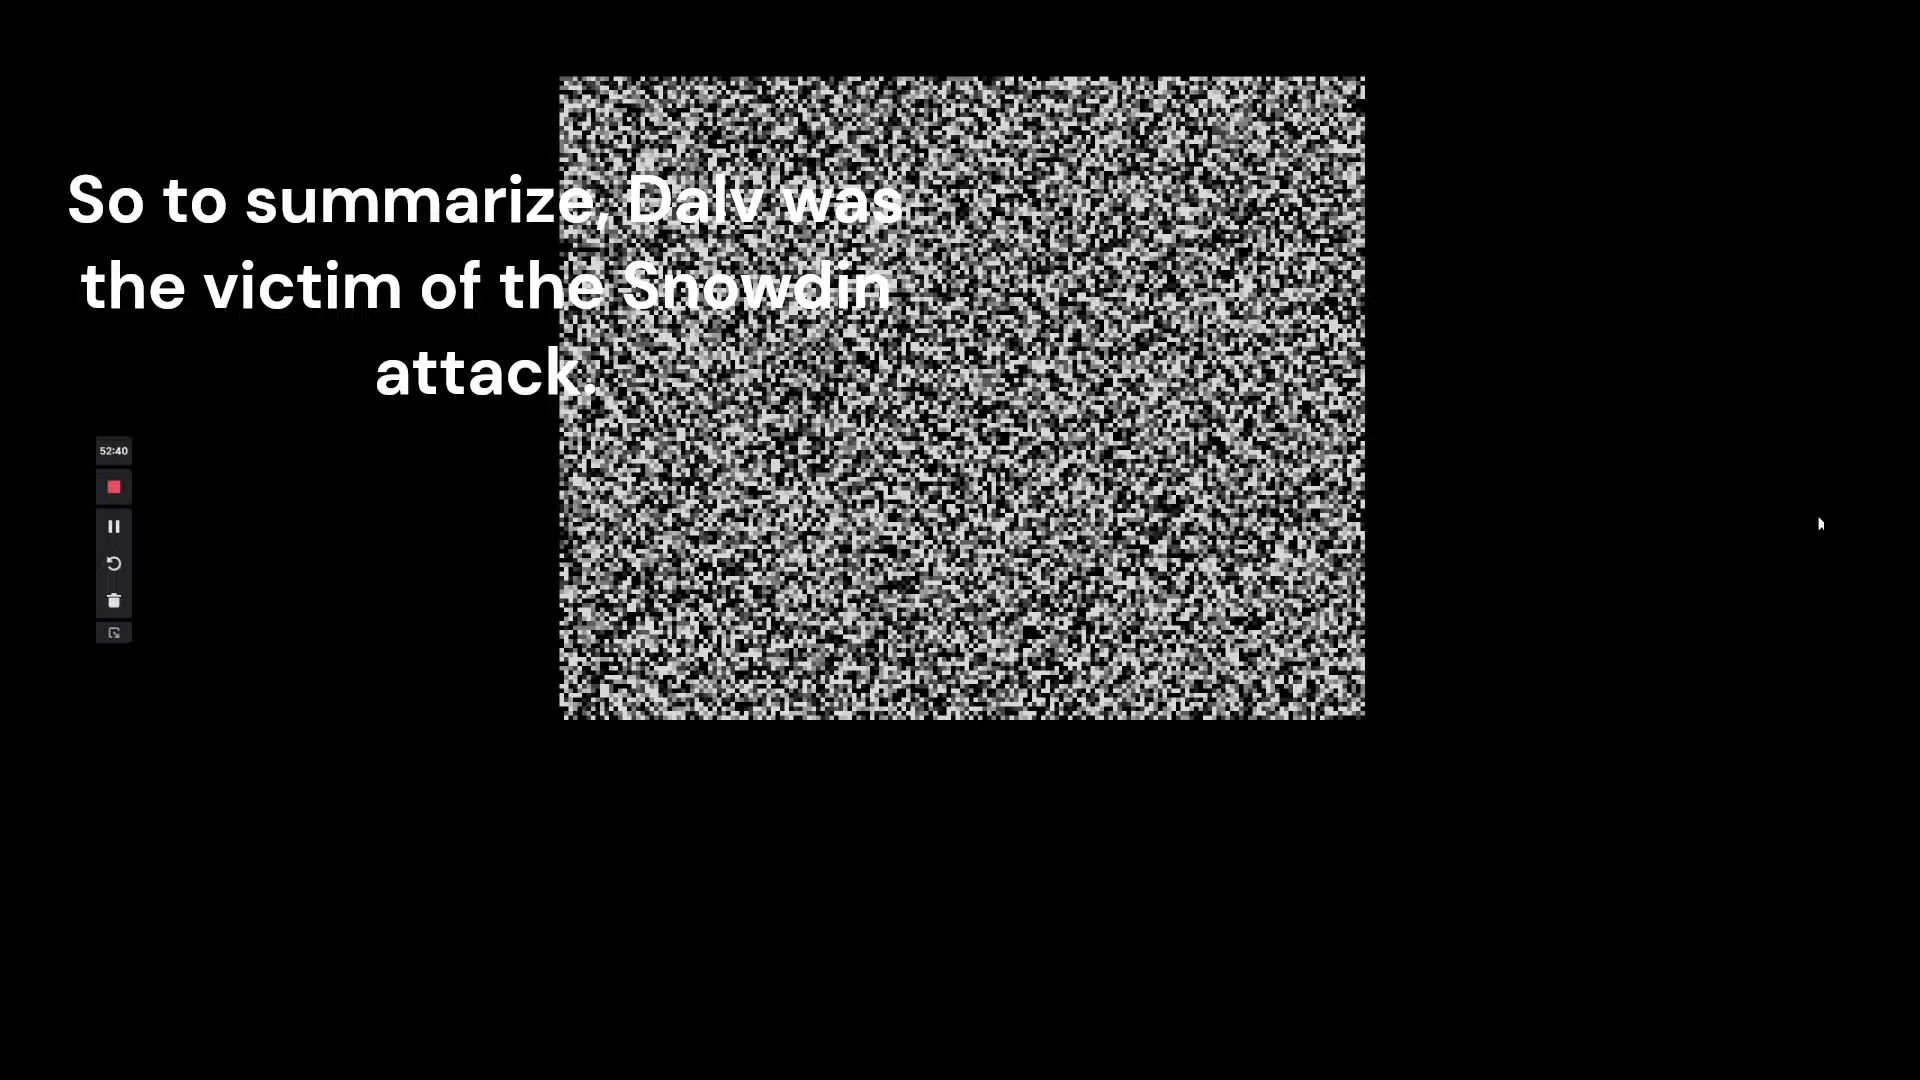 So to summarize, Dalv was
the victim of the Snowdin
attack.
52:40